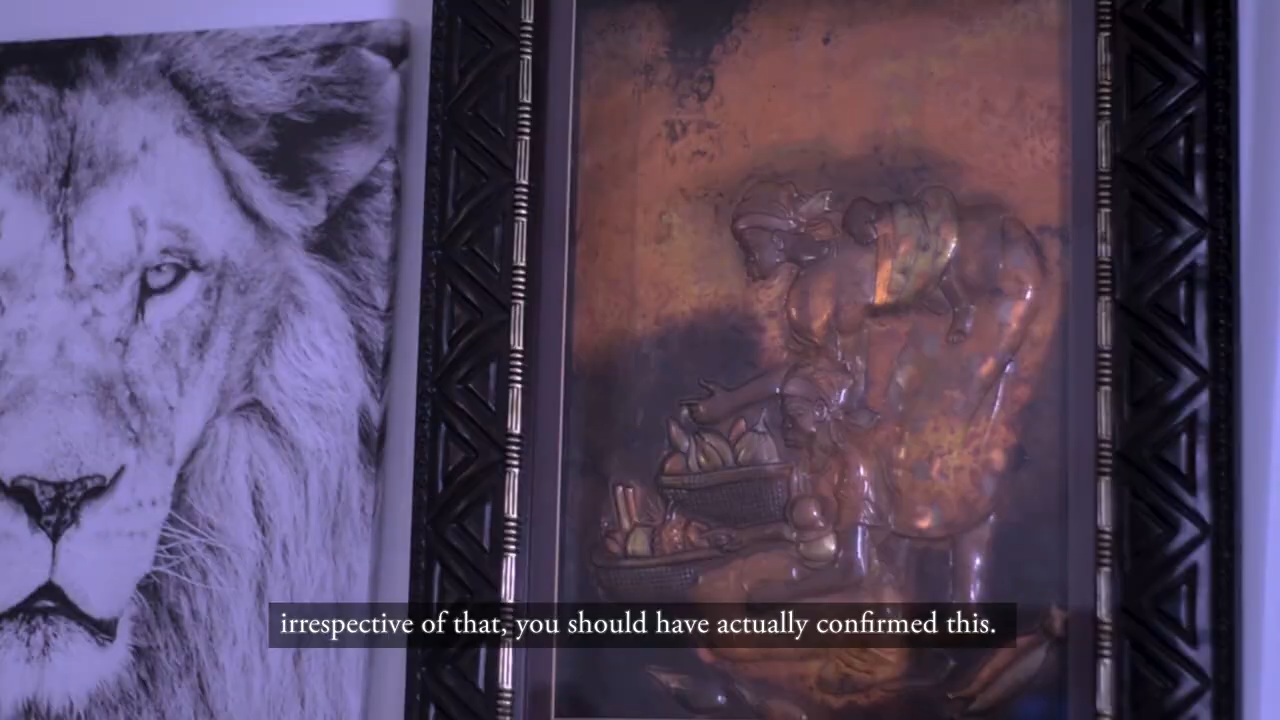 irrespective of that, you should have actually confirmed this.